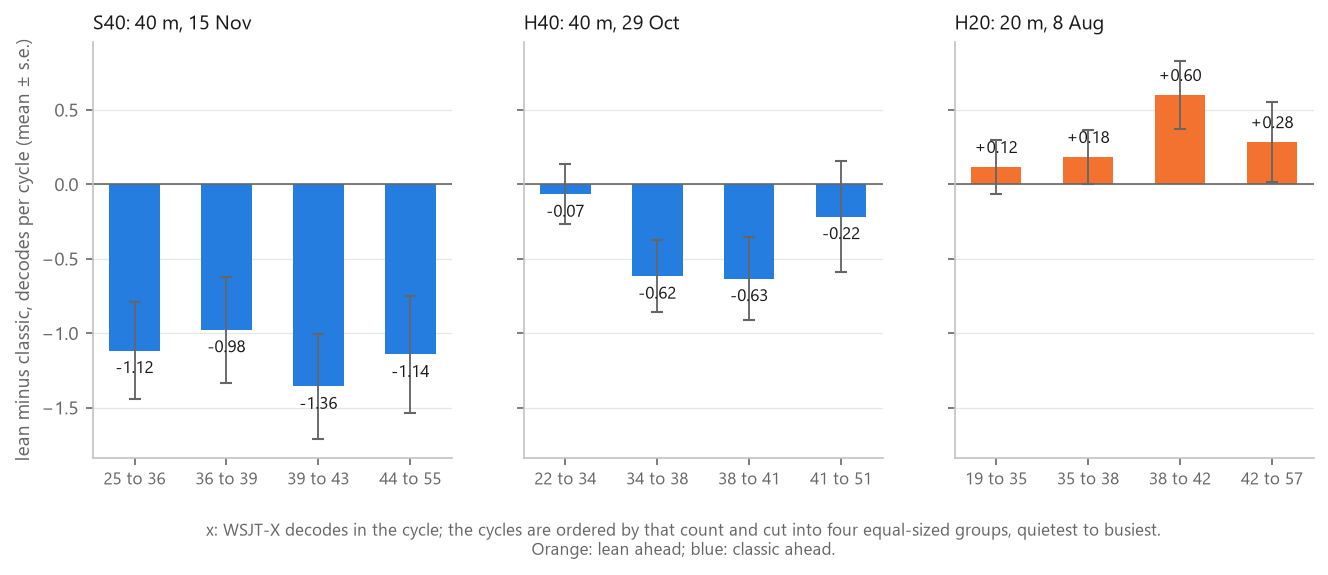 S40: 40 m, 15 Nov
H40: 40 m, 29 Oct
H20: 20 m, 8 Aug
lean minus classic, decodes per cycle (mean ± s.e.)
0.5
0.0
−0.5
−1.0
−1.5
-1.12
-0.98
-1.36
-1.14
-0.07
-0.62
-0.63
-0.22
+0.12
+0.18
+0.60
+0.28
25 to 36
36 to 39
39 to 43
44 to 55
22 to 34
34 to 38
38 to 41
41 to 51
19 to 35
35 to 38
38 to 42
42 to 57
x: WSJT-X decodes in the cycle; the cycles are ordered by that count and cut into four equal-sized groups, quietest to busiest.
Orange: lean ahead; blue: classic ahead.